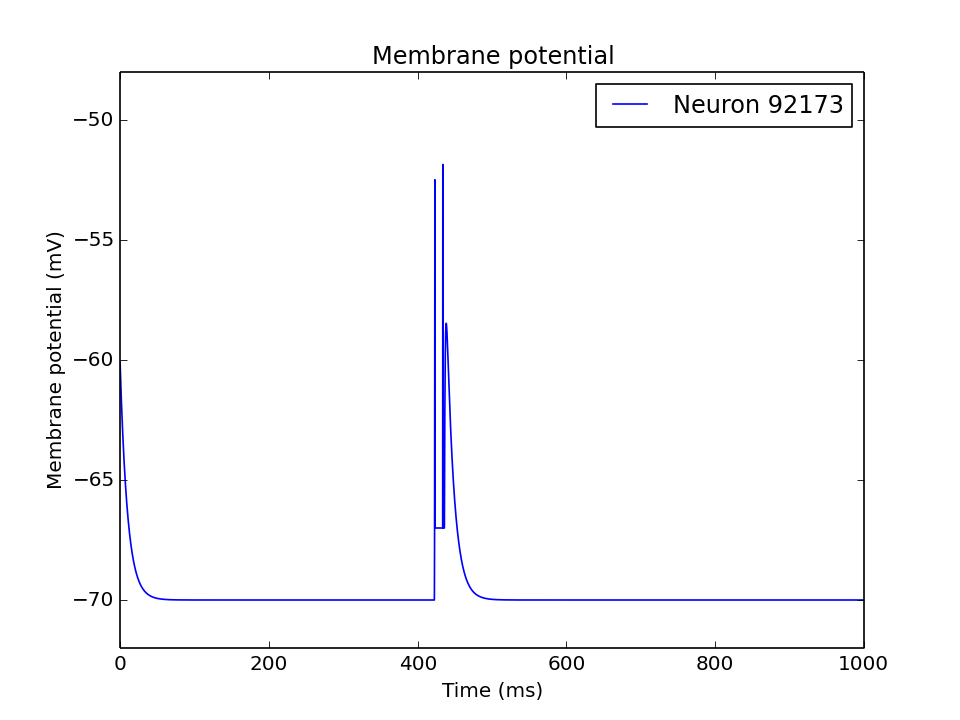 Membrane potential
Neuron 92173
Membrane potential (mV)
−50
−55
−60
−65
−70
0 200 400 600 800 1000
Time (ms)